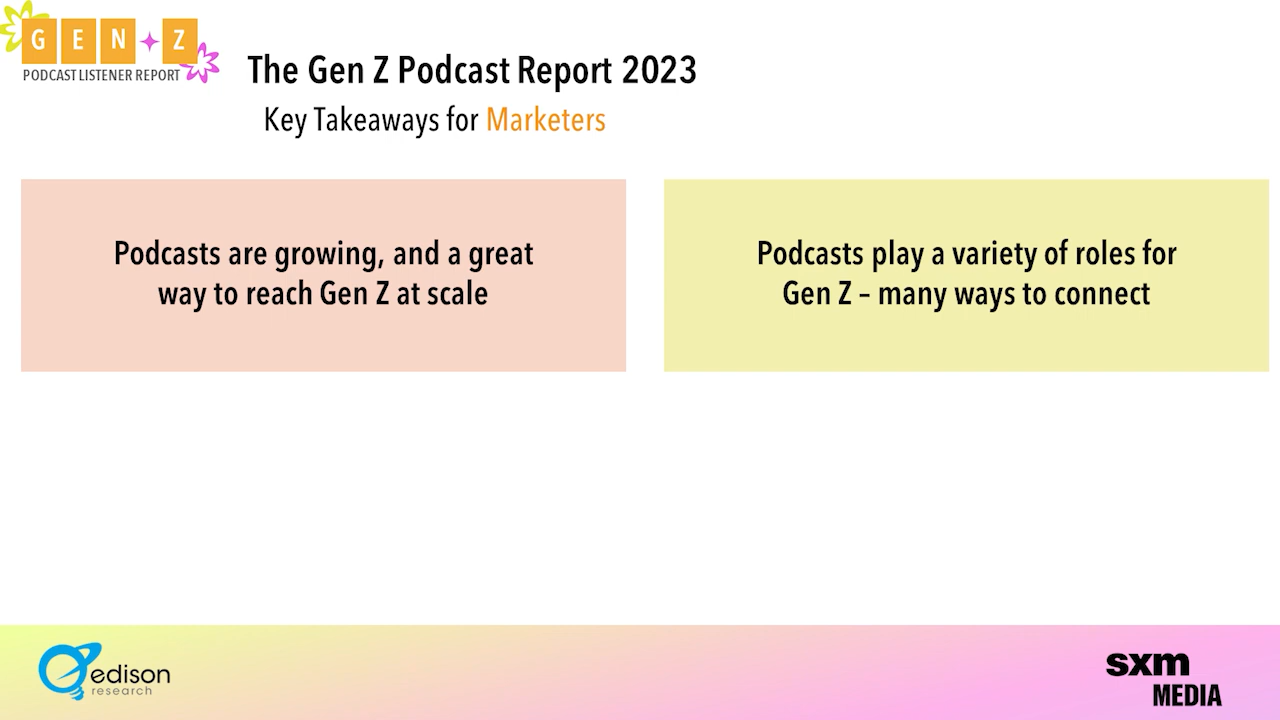 GEN Z
PODCAST LISTENER REPORT
The Gen Z Podcast Report 2023
Key Takeaways for Marketers
Podcasts are growing, and a great
way to reach Gen Z at scale
Podcasts play a variety of roles for
Gen Z – many ways to connect
edison
research
sxm
MEDIA